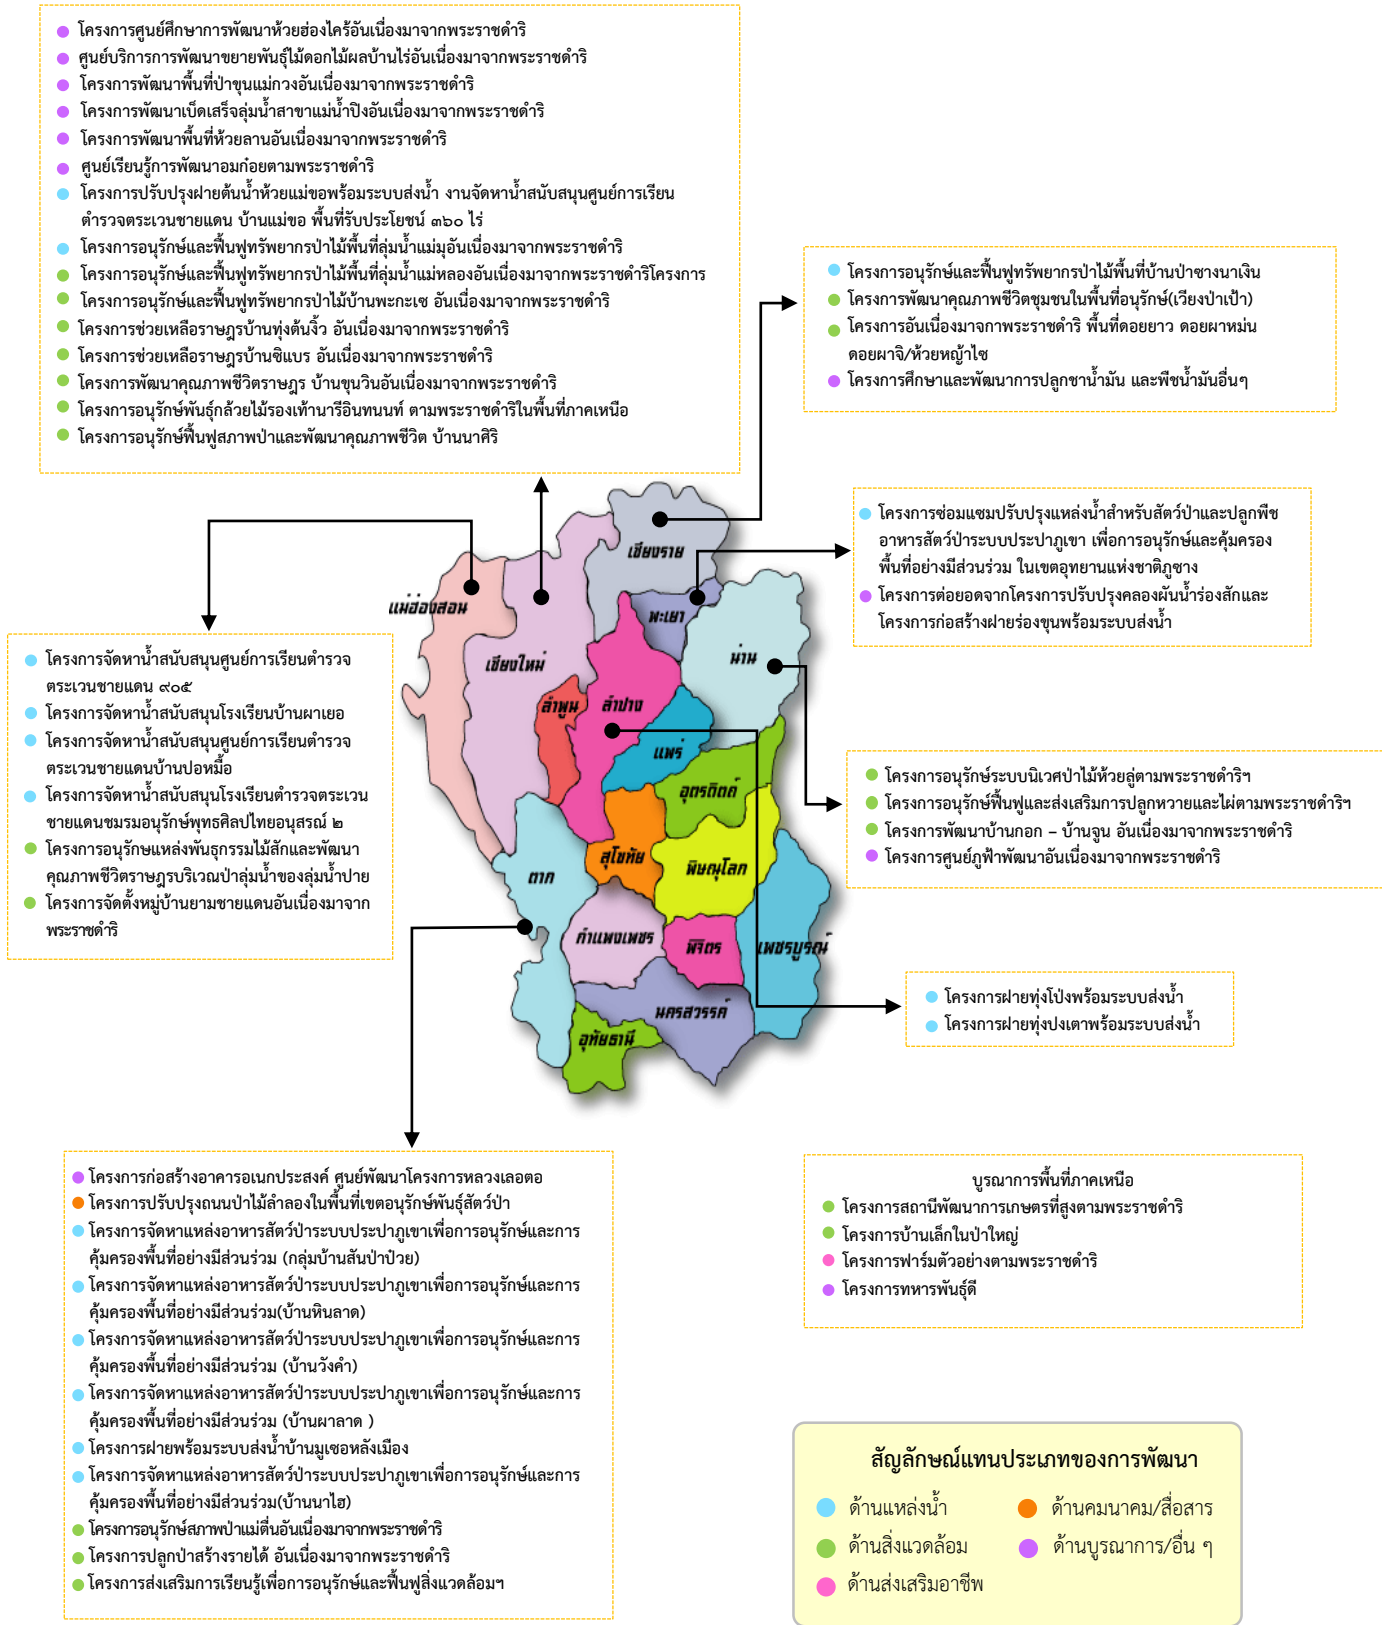 โครงการศูนย์ศึกษาการพัฒนาห้วยฮ่องไคร้อันเนื่องมาจากพระราชดำริ
ศูนย์บริการการพัฒนาขยายพันธุ์ไม้ดอกไม้ผลบ้านไร่อันเนื่องมาจากพระราชดำริ
โครงการพัฒนาพื้นที่ป่าขุนแม่กวงอันเนื่องมาจากพระราชดำริ
โครงการพัฒนาเบ็ดเสร็จลุ่มน้ำสาขาแม่น้ำปิงอันเนื่องมาจากพระราชดำริ
โครงการพัฒนาพื้นที่ห้วยลานอันเนื่องมาจากพระราชดำริ
ศูนย์เรียนรู้การพัฒนาอมก๋อยตามพระราชดำริ
โครงการปรับปรุงฝายต้นน้ำห้วยแม่ขอพร้อมระบบส่งน้ำ งานจัดหาน้ำสนับสนุนศูนย์การเรียน
ตำรวจตระเวนชายแดน บ้านแม่ขอ พื้นที่รับประโยชน์ ๓๖๐ ไร่
โครงการอนุรักษ์และฟื้นฟูทรัพยากรป่าไม้พื้นที่ลุ่มน้ำแม่มุอันเนื่องมาจากพระราชดำริ
โครงการอนุรักษ์และฟื้นฟูทรัพยากรป่าไม้พื้นที่ลุ่มน้ำแม่หลองอันเนื่องมาจากพระราชดำริโครงการ
โครงการอนุรักษ์และฟื้นฟูทรัพยากรป่าไม้บ้านพะกะเซ อันเนื่องมาจากพระราชดำริ
โครงการช่วยเหลือราษฎรบ้านทุ่งต้นงิ้ว อันเนื่องมาจากพระราชดำริ
โครงการช่วยเหลือราษฎรบ้านซิแบร อันเนื่องมาจากพระราชดำริ
โครงการพัฒนาคุณภาพชีวิตราษฎร บ้านขุนวินอันเนื่องมาจากพระราชดำริ
โครงการอนุรักษ์พันธุ์กล้วยไม้รองเท้านารีอินทนนท์ ตามพระราชดำริในพื้นที่ภาคเหนือ
โครงการอนุรักษ์ฟื้นฟูสภาพป่าและพัฒนาคุณภาพชีวิต บ้านนาศิริ
โครงการอนุรักษ์และฟื้นฟูทรัพยากรป่าไม้พื้นที่บ้านป่าซางนาเงิน
โครงการพัฒนาคุณภาพชีวิตชุมชนในพื้นที่อนุรักษ์(เวียงป่าเป้า)
โครงการอันเนื่องมาจกาพระราชดำริ พื้นที่ดอยยาว ดอยผาหม่น
ดอยผาจิ/ห้วยหญ้าไซ
โครงการศึกษาและพัฒนาการปลูกชาน้ำมัน และพืชน้ำมันอื่นๆ
โครงการซ่อมแซมปรับปรุงแหล่งน้ำสำหรับสัตว์ป่าและปลูกพืช
อาหารสัตว์ป่าระบบประปาภูเขา เพื่อการอนุรักษ์และคุ้มครอง
พื้นที่อย่างมีส่วนร่วม ในเขตอุทยานแห่งชาติภูซาง
โครงการต่อยอดจากโครงการปรับปรุงคลองผันน้ำร่องสักและ
โครงการก่อสร้างฝายร่องขุนพร้อมระบบส่งน้ำ
เชียงราย
แม่ฮ่องสอน
พะเยา
เชียงใหม่
น่าน
ลำพูน
ลำปาง
แพร่
อุตรดิตถ์
สุโขทัย
พิษณุโลก
ตาก
กำแพงเพชร
พิจิตร
เพชรบูรณ์
นครสวรรค์
อุทัยธานี
โครงการจัดหาน้ำสนับสนุนศูนย์การเรียนตำรวจ
ตระเวนชายแดน ๙๐๕
โครงการจัดหาน้ำสนับสนุนโรงเรียนบ้านผาเยอ
โครงการจัดหาน้ำสนับสนุนศูนย์การเรียนตำรวจ
ตระเวนชายแดนบ้านปอหมื้อ
โครงการจัดหาน้ำสนับสนุนโรงเรียนตำรวจตระเวน
ชายแดนชมรมอนุรักษ์พุทธศิลปไทยอนุสรณ์ ๒
โครงการอนุรักษแหล่งพันธุกรรมไม้สักและพัฒนา
คุณภาพชีวิตราษฎรบริเวณป่าลุ่มน้ำของลุ่มน้ำปาย
โครงการจัดตั้งหมู่บ้านยามชายแดนอันเนื่องมาจาก
พระราชดำริ
โครงการอนุรักษ์ระบบนิเวศป่าไม้ห้วยลู่ตามพระราชดำริฯ
โครงการอนุรักษ์ฟื้นฟูและส่งเสริมการปลูกหวายและไผ่ตามพระราชดำริฯ
โครงการพัฒนาบ้านกอก – บ้านจูน อันเนื่องมาจากพระราชดำริ
โครงการศูนย์ภูฟ้าพัฒนาอันเนื่องมาจากพระราชดำริ
โครงการฝายทุ่งโป่งพร้อมระบบส่งน้ำ
โครงการฝายทุ่งปงเตาพร้อมระบบส่งน้ำ
โครงการก่อสร้างอาคารอเนกประสงค์ ศูนย์พัฒนาโครงการหลวงเลอตอ
โครงการปรับปรุงถนนป่าไม้ลำลองในพื้นที่เขตอนุรักษ์พันธุ์สัตว์ป่า
โครงการจัดหาแหล่งอาหารสัตว์ป่าระบบประปาภูเขาเพื่อการอนุรักษ์และการ
คุ้มครองพื้นที่อย่างมีส่วนร่วม (กลุ่มบ้านสันป่าป๋วย)
โครงการจัดหาแหล่งอาหารสัตว์ป่าระบบประปาภูเขาเพื่อการอนุรักษ์และการ
คุ้มครองพื้นที่อย่างมีส่วนร่วม(บ้านหินลาด)
โครงการจัดหาแหล่งอาหารสัตว์ป่าระบบประปาภูเขาเพื่อการอนุรักษ์และการ
คุ้มครองพื้นที่อย่างมีส่วนร่วม (บ้านวังคำ)
โครงการจัดหาแหล่งอาหารสัตว์ป่าระบบประปาภูเขาเพื่อการอนุรักษ์และการ
คุ้มครองพื้นที่อย่างมีส่วนร่วม (บ้านผาลาด )
โครงการฝายพร้อมระบบส่งน้ำบ้านมูเซอหลังเมือง
โครงการจัดหาแหล่งอาหารสัตว์ป่าระบบประปาภูเขาเพื่อการอนุรักษ์และการ
คุ้มครองพื้นที่อย่างมีส่วนร่วม(บ้านนาไฮ)
โครงการอนุรักษ์สภาพป่าแม่ตื่นอันเนื่องมาจากพระราชดำริ
โครงการปลูกป่าสร้างรายได้ อันเนื่องมาจากพระราชดำริ
โครงการส่งเสริมการเรียนรู้เพื่อการอนุรักษ์และฟื้นฟูสิ่งแวดล้อมฯ
บูรณาการพื้นที่ภาคเหนือ
โครงการสถานีพัฒนาการเกษตรที่สูงตามพระราชดำริ
โครงการบ้านเล็กในป่าใหญ่
โครงการฟาร์มตัวอย่างตามพระราชดำริ
โครงการทหารพันธุ์ดี
สัญลักษณ์แทนประเภทของการพัฒนา
ด้านแหล่งน้ำ
ด้านคมนาคม/สื่อสาร
ด้านสิ่งแวดล้อม
ด้านบูรณาการ/อื่น ๆ
ด้านส่งเสริมอาชีพ